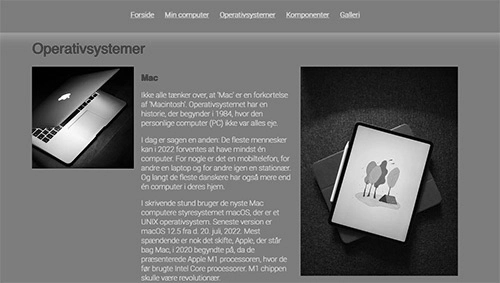 Forside Min computer Operativsystemer Komponenter Galleri
Operativsystemer
Mac
Ikke alle tænker over, at 'Mac' er en forkortelse
af 'Macintosh'. Operativsystemet har en
historie, der begynder i 1984, hvor den
personlige computer (PC) ikke var alles eje.
I dag er sagen en anden: De fleste mennesker
kan i 2022 forventes at have mindst én
computer. For nogle er det en mobiltelefon, for
andre en laptop og for andre igen en stationær.
Og langt de fleste danskere har også mere end
én computer i deres hjem.
I skrivende stund bruger de nyste Mac
computere styresystemet macOS, der er et
UNIX operativsystem. Seneste version er
macOS 12.5 fra d. 20. juli, 2022. Mest
spændende er nok det skifte, Apple, der står
bag Mac, i 2020 begyndte på, da de
præsenterede Apple M1 processoren, hvor de
før brugte Intel Core processorer. M1 chippen
skulle være revolutionær.